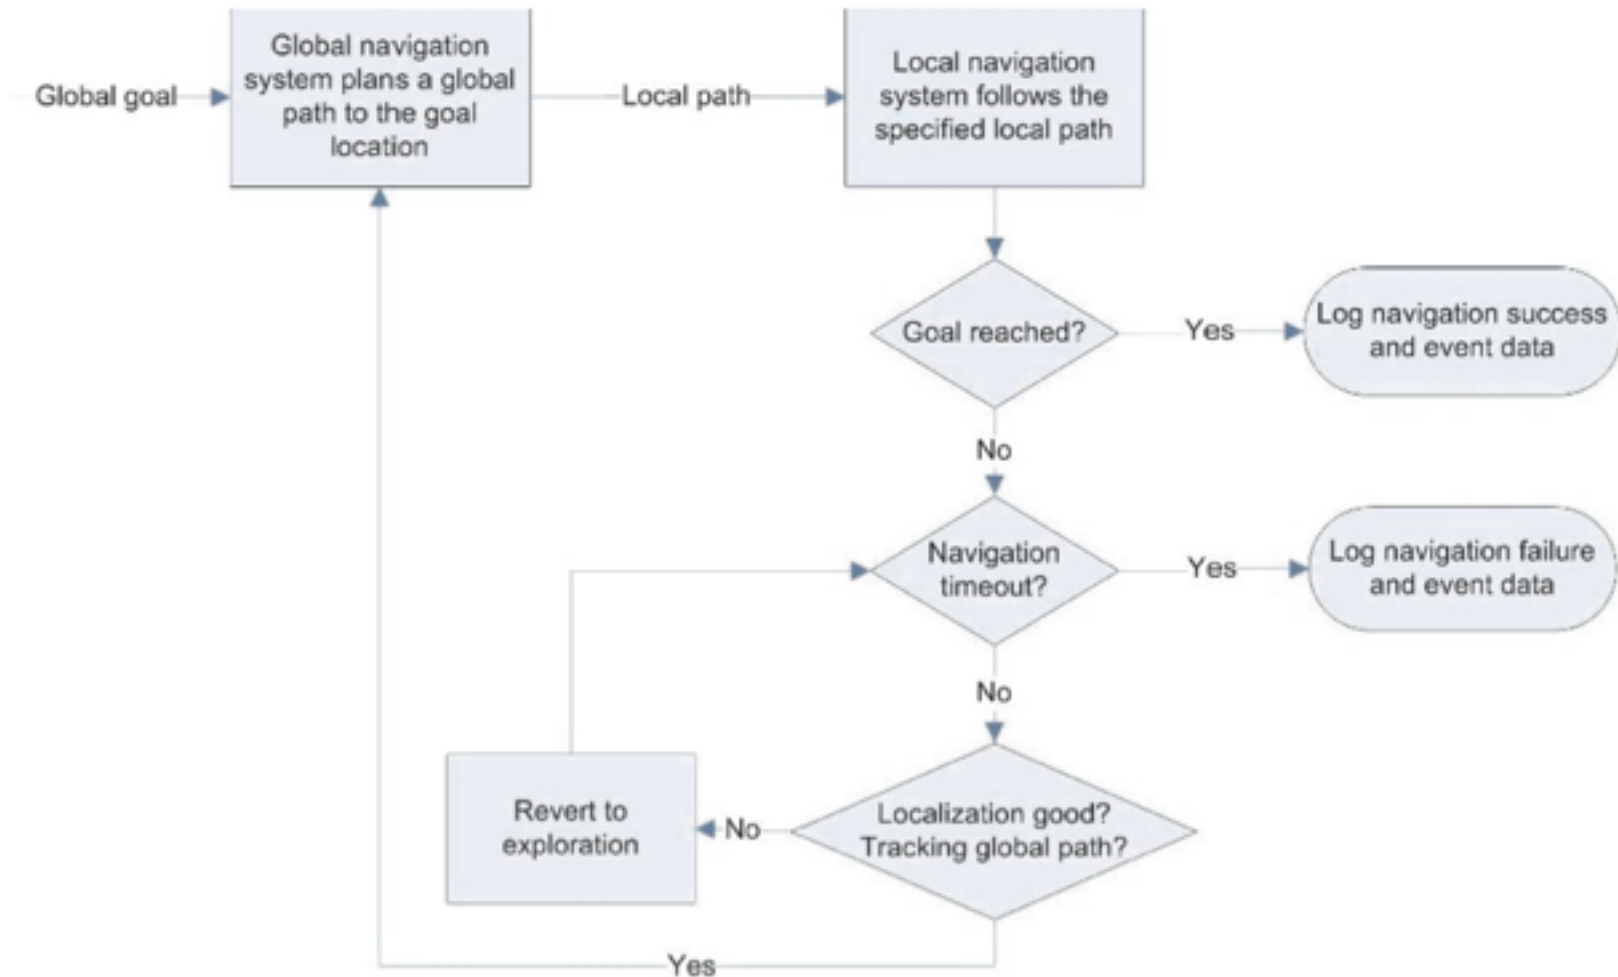 Global goal
Global navigation
system plans a global
path to the goal
location
Local path
Local navigation
system follows the
specified local path
Goal reached?
Yes
Log navigation success
and event data
No
Navigation
timeout?
Yes
Log navigation failure
and event data
No
Localization good?
Tracking global path?
No
Revert to
exploration
Yes